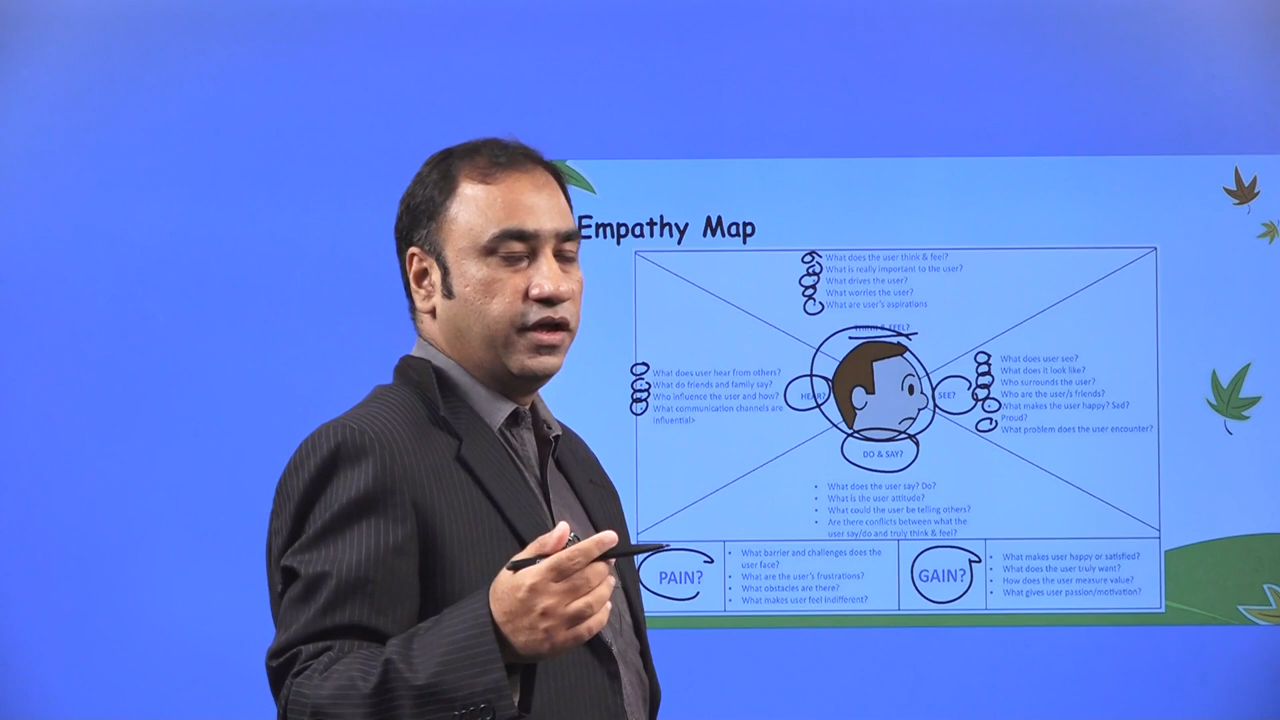 Empathy Map
What does the user think & feel?
What is really important to the user?
What drives the user?
What worries the user?
What are user's aspirations
THINK & FEEL?
What does user hear from others?
What do friends and family say?
Who influence the user and how?
What communication channels are
influential>
HEAR?
SEE?
What does user see?
What does it look like?
Who surrounds the user?
Who are the user/s friends?
What makes the user happy? Sed?
Proud?
What problem does the user encounter?
DO & SAY?
• What does the user say? Do?
• What is the user attitude?
• What could the user be telling others?
• Are there conflicts between what the
user say/do and truly think & feel?
PAIN?
• What barrier and challenges does the
user face?
• What are the user's frustrations?
• What obstacles are there?
• What makes user feel indifferent?
GAIN?
• What makes user happy or satisfied?
• What does the user truly want?
• How does the user measure value?
• What gives user passion/motivation?